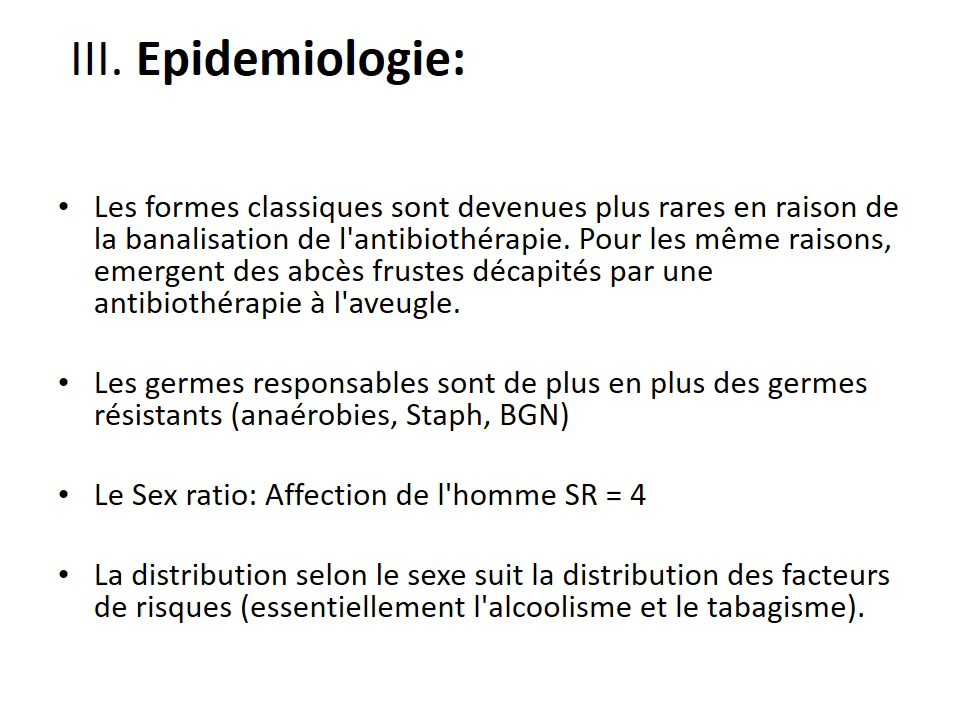 III. Epidemiologie:
• Les formes classiques sont devenues plus rares en raison de
la banalisation de l'antibiothérapie. Pour les même raisons,
emergent des abcès frustes décapités par une
antibiothérapie à l'aveugle.
• Les germes responsables sont de plus en plus des germes
résistants (anaérobies, Staph, BGN)
• Le Sex ratio: Affection de l'homme SR = 4
• La distribution selon le sexe suit la distribution des facteurs
de risques (essentiellement l'alcoolisme et le tabagisme).